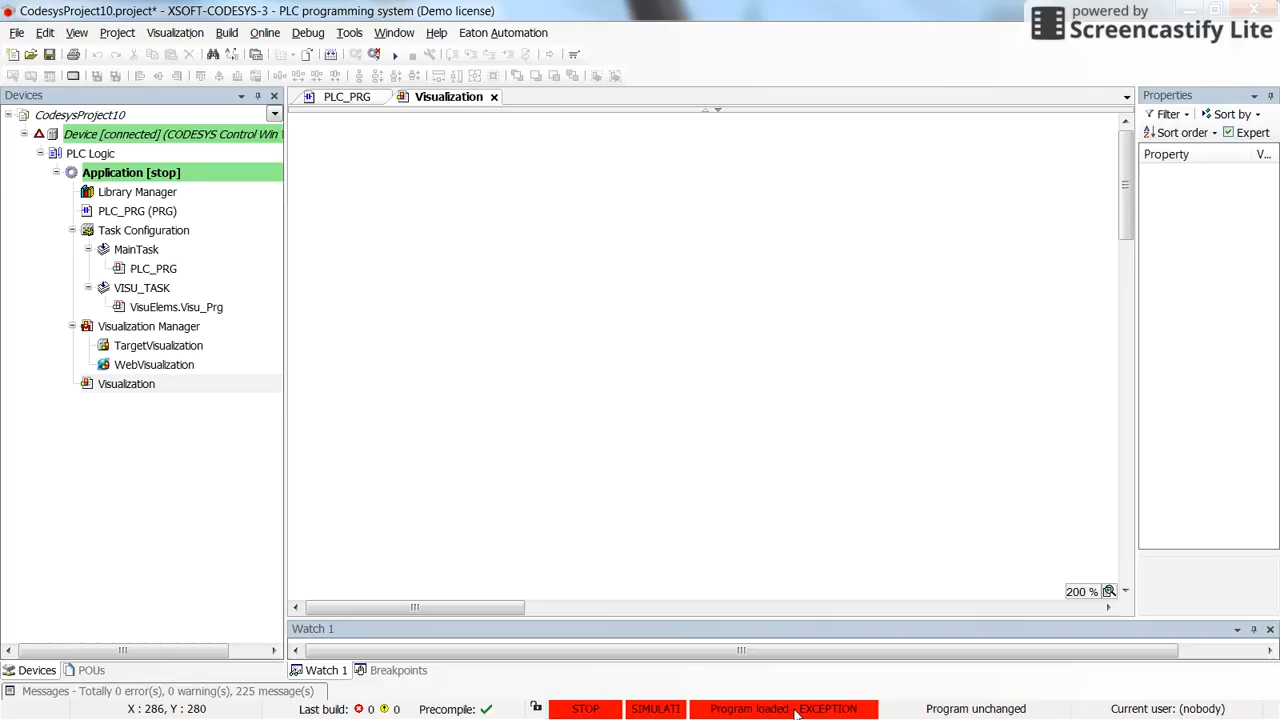 CodesysProject10.project* - XSOFT-CODESYS-3 - PLC programming system (Demo license)
powered by
Screencastify Lite
File Edit View Project Visualization Build Online Debug Tools Window Help Eaton Automation
Devices
PLC_PRG
Visualization
Properties
CodesysProject10
Filter
Sort by
Device [connected] (CODESYS Control Win
Sort order
Expert
PLC Logic
Property
V...
Application [stop]
Library Manager
PLC_PRG (PRG)
Task Configuration
MainTask
PLC_PRG
VISU_TASK
VisuElems.Visu_Prg
Visualization Manager
TargetVisualization
WebVisualization
Visualization
200 %
Watch 1
Devices
POUs
Watch 1
Breakpoints
Messages - Totally 0 error(s), 0 warning(s), 225 message(s)
X : 286, Y : 280
Last build: 0 0
Precompile:
STOP
SIMULATI
Program loaded - EXCEPTION
Program unchanged
Current user: (nobody)